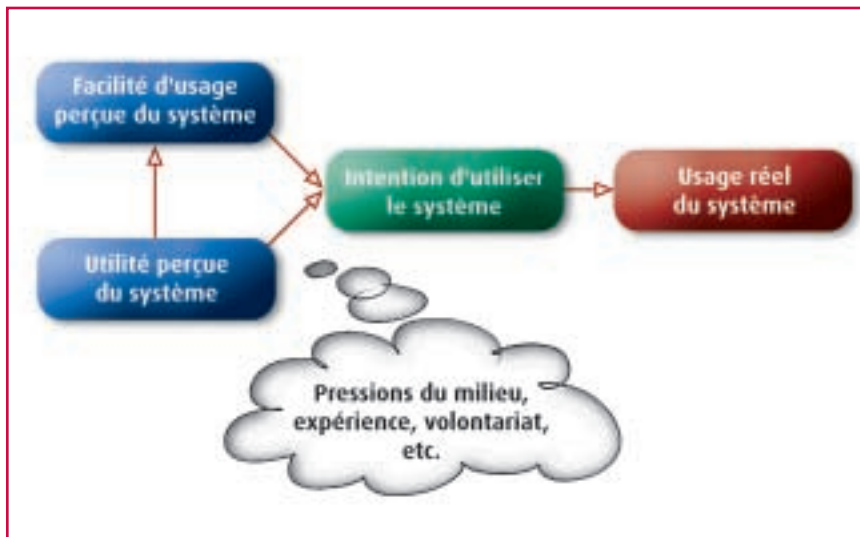 Facilité d'usage
perçue du système
Intention d'utiliser
le système
Usage réel
du système
Utilité perçue
du système
Pressions du milieu,
expérience, volontariat,
etc.